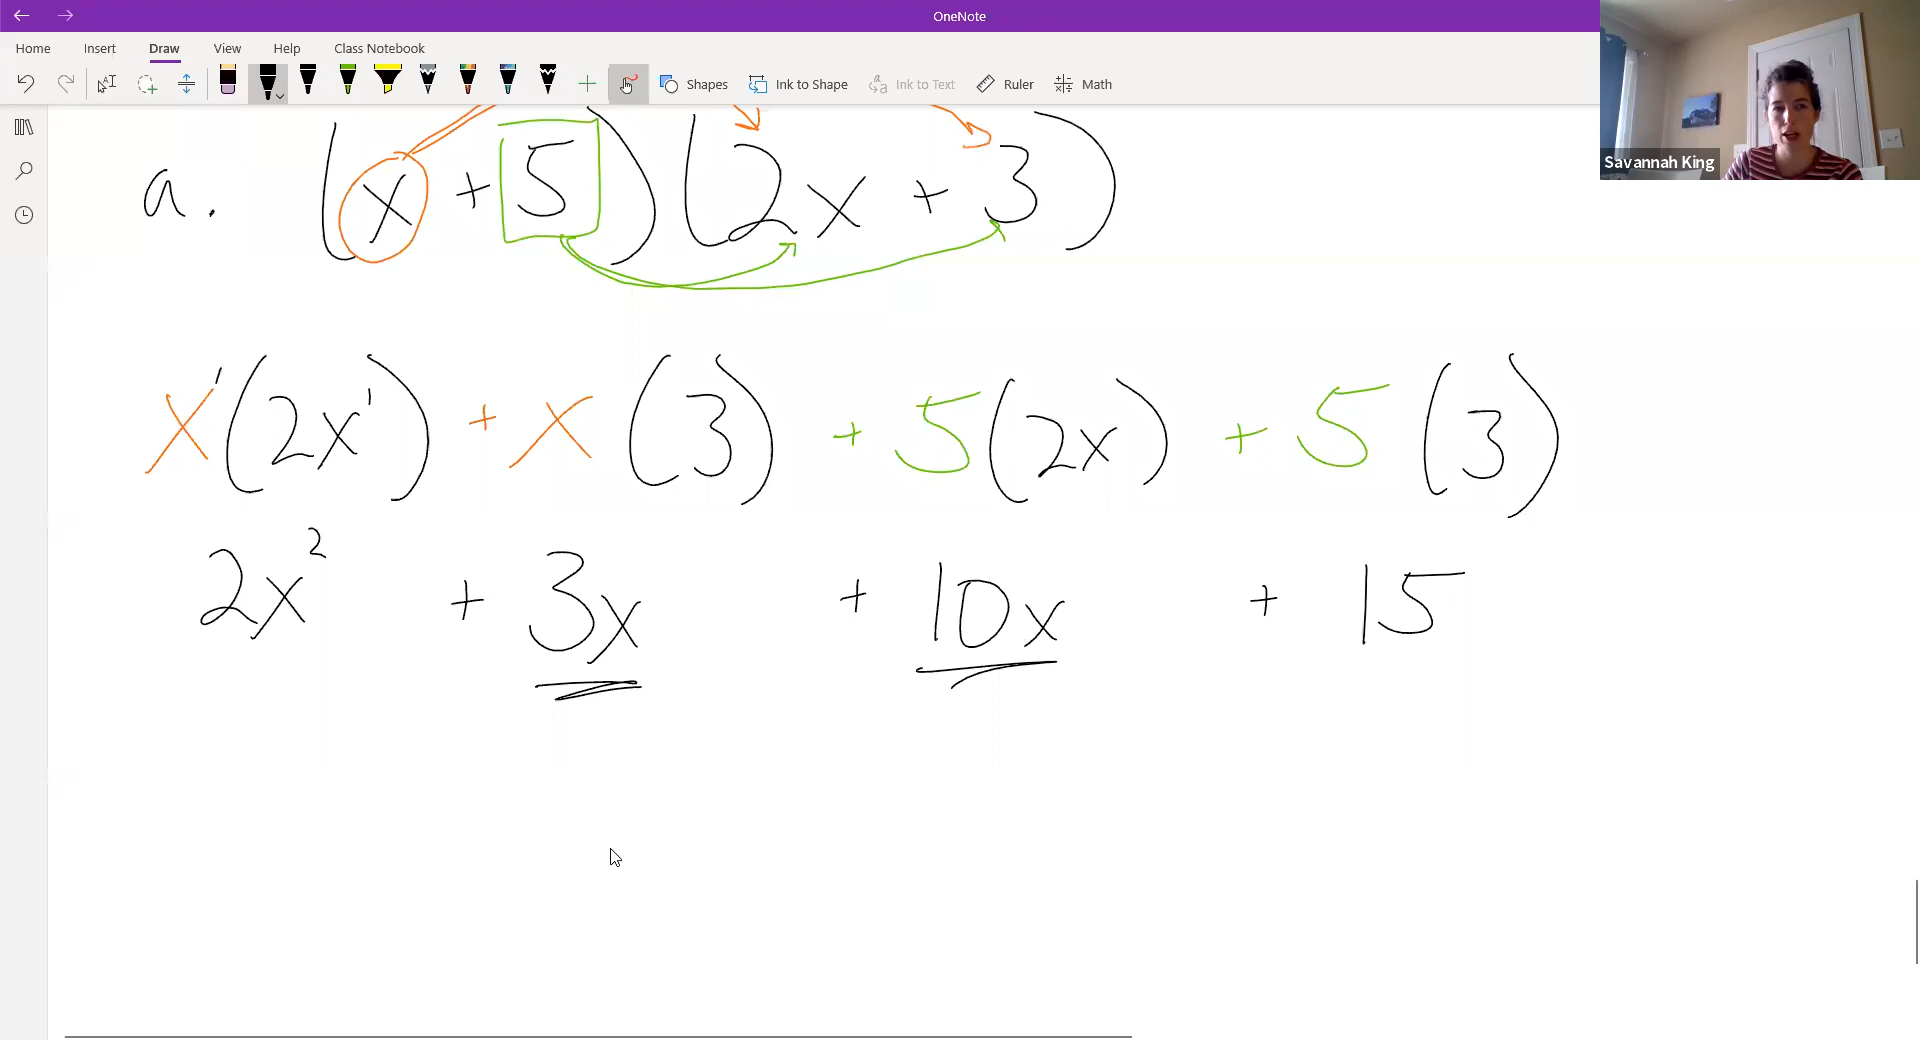 OneNote
Home Insert Draw View Help Class Notebook
Shapes Ink to Shape Ink to Text Ruler Math
Savannah King
a. (x + 5)(2x + 3)
x¹(2x¹) + x(3) + 5(2x) + 5(3)
2x² + 3x + 10x + 15